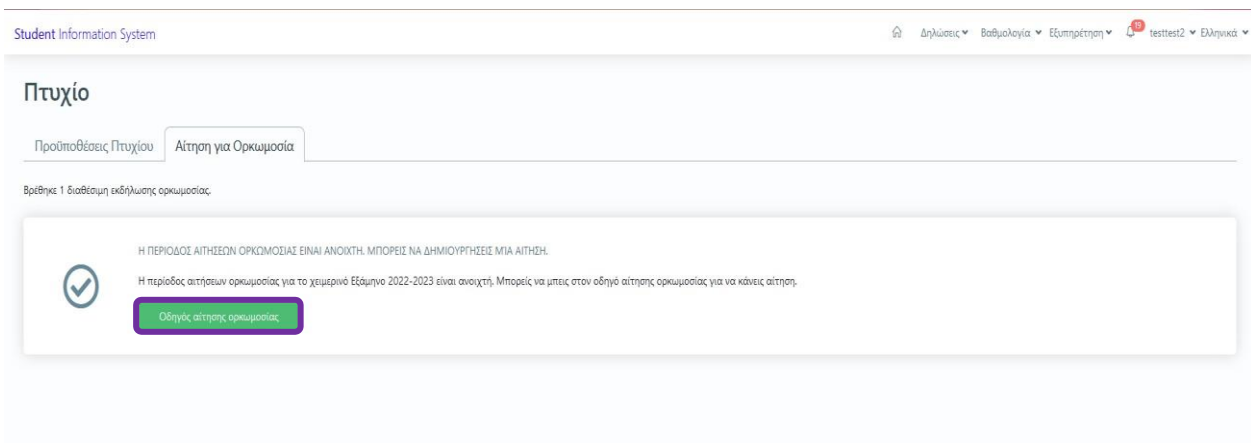 Student Information System
Δηλώσεις Βαθμολογία Εξυπηρέτηση 19 testtest2 Ελληνικά
Πτυχίο
Προϋποθέσεις Πτυχίου Αίτηση για Ορκωμοσία
Βρέθηκε 1 διαθέσιμη εκδήλωσης ορκωμοσίας.
Η ΠΕΡΙΟΔΟΣ ΑΙΤΗΣΕΩΝ ΟΡΚΩΜΟΣΙΑΣ ΕΙΝΑΙ ΑΝΟΙΧΤΗ. ΜΠΟΡΕΙΣ ΝΑ ΔΗΜΙΟΥΡΓΗΣΕΙΣ ΜΊΑ ΑΙΤΗΣΗ.
Η περίοδος αιτήσεων ορκωμοσίας για το χειμερινό Εξάμηνο 2022-2023 είναι ανοιχτή. Μπορείς να μπεις στον οδηγό αίτησης ορκωμοσίας για να κάνεις αίτηση.
Οδηγός αίτησης ορκωμοσίας